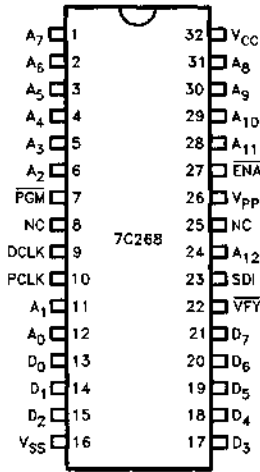 A7 1 32 VCC
A6 2 31 A8
A5 3 30 A9
A4 4 29 A10
A3 5 28 A11
A2 6 27 E̅N̅A̅
P̅G̅M̅ 7 26 VPP
NC 8 25 NC
7C268
DCLK 9 24 A12
PCLK 10 23 SDI
A1 11 22 V̅F̅Y̅
A0 12 21 D7
D0 13 20 D6
D1 14 19 D5
D2 15 18 D4
VSS 16 17 D3